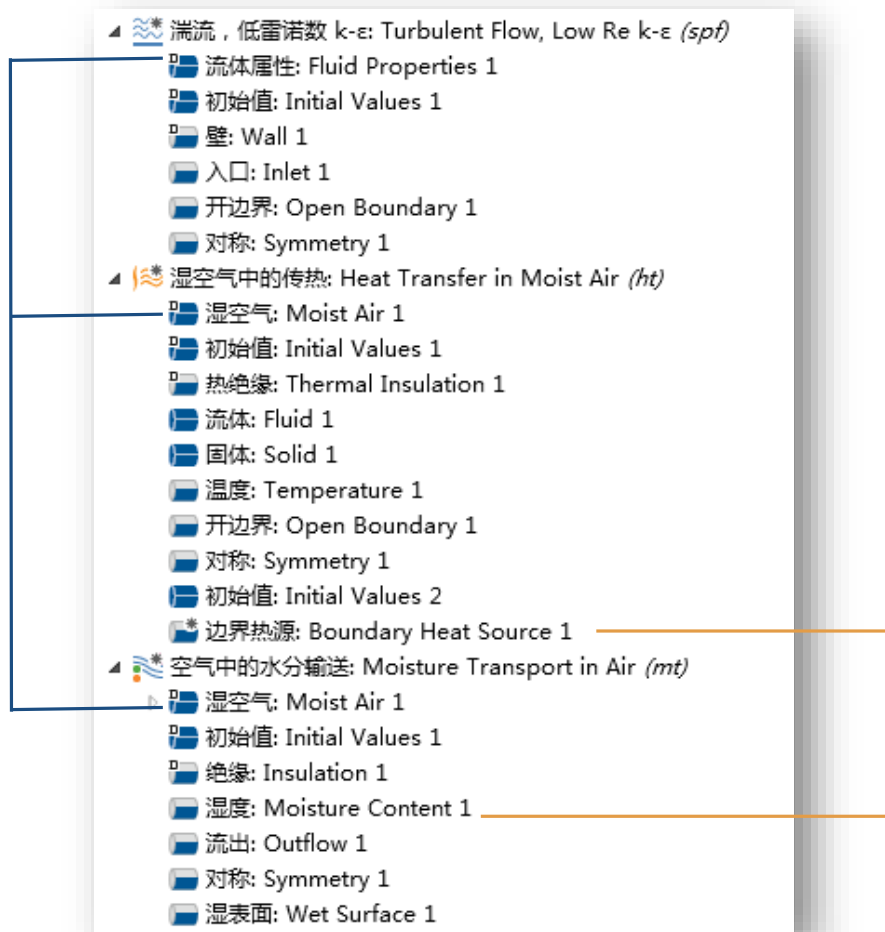 湍流，低雷诺数 k-ε: Turbulent Flow, Low Re k-ε (spf)
流体属性: Fluid Properties 1
初始值: Initial Values 1
壁: Wall 1
入口: Inlet 1
开边界: Open Boundary 1
对称: Symmetry 1
湿空气中的传热: Heat Transfer in Moist Air (ht)
湿空气: Moist Air 1
初始值: Initial Values 1
热绝缘: Thermal Insulation 1
流体: Fluid 1
固体: Solid 1
温度: Temperature 1
开边界: Open Boundary 1
对称: Symmetry 1
初始值: Initial Values 2
边界热源: Boundary Heat Source 1
空气中的水分输送: Moisture Transport in Air (mt)
湿空气: Moist Air 1
初始值: Initial Values 1
绝缘: Insulation 1
湿度: Moisture Content 1
流出: Outflow 1
对称: Symmetry 1
湿表面: Wet Surface 1